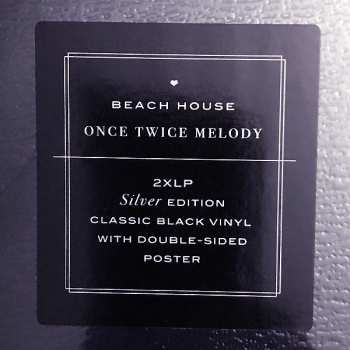 BEACH HOUSE
ONCE TWICE MELODY
2XLP
Silver EDITION
CLASSIC BLACK VINYL
WITH DOUBLE-SIDED
POSTER